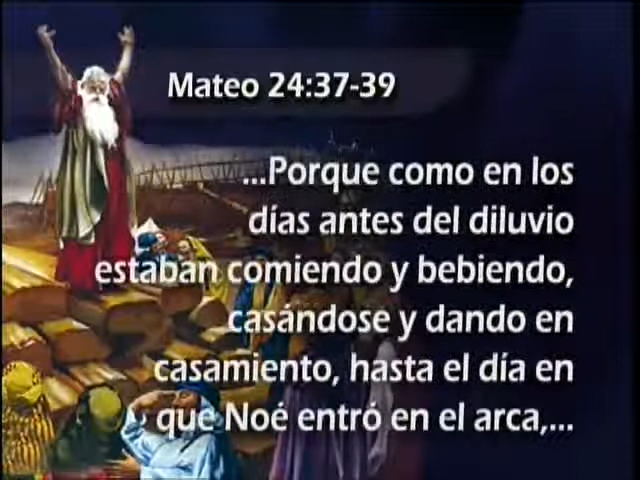 Mateo 24:37-39
...Porque como en los
días antes del diluvio
estaban comiendo y bebiendo,
casándose y dando en
casamiento, hasta el día en
que Noé entró en el arca,...